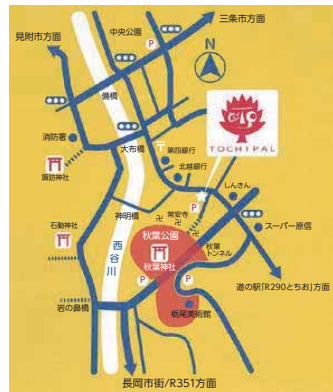 三条市方面
見附市方面
中央公園
P
N
備橋
消防署
大布橋
第四銀行
北越銀行
TOCHIPAL
諏訪神社
しんきん
P
常安寺
神明橋
石動神社
西谷川
秋葉公園
秋葉神社
秋葉
トンネル
スーパー原信
P
P
道の駅「R290とちお」方面
岩の鼻橋
栃尾美術館
長岡市街/R351方面